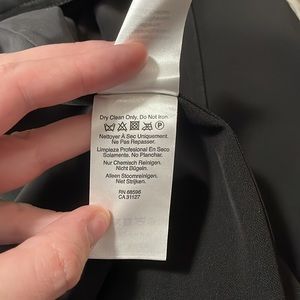 Dry Clean Only. Do Not Iron.
Nettoyer À Sec Uniquement.
Ne Pas Repasser.
Limpieza Profesional En Seco
Solamente. No Planchar.
Nur Chemisch Reinigen.
Nicht Bügeln.
Alleen Stoomreinigen.
Niet Strijken.
RN 68596
CA 31127